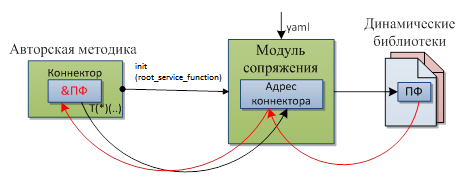 yaml
Динамические
библиотеки
Авторская методика
Модуль
сопряжения
init
(root_service_function)
Коннектор
&ПФ
T(*)(..)
Адрес
коннектора
ПФ